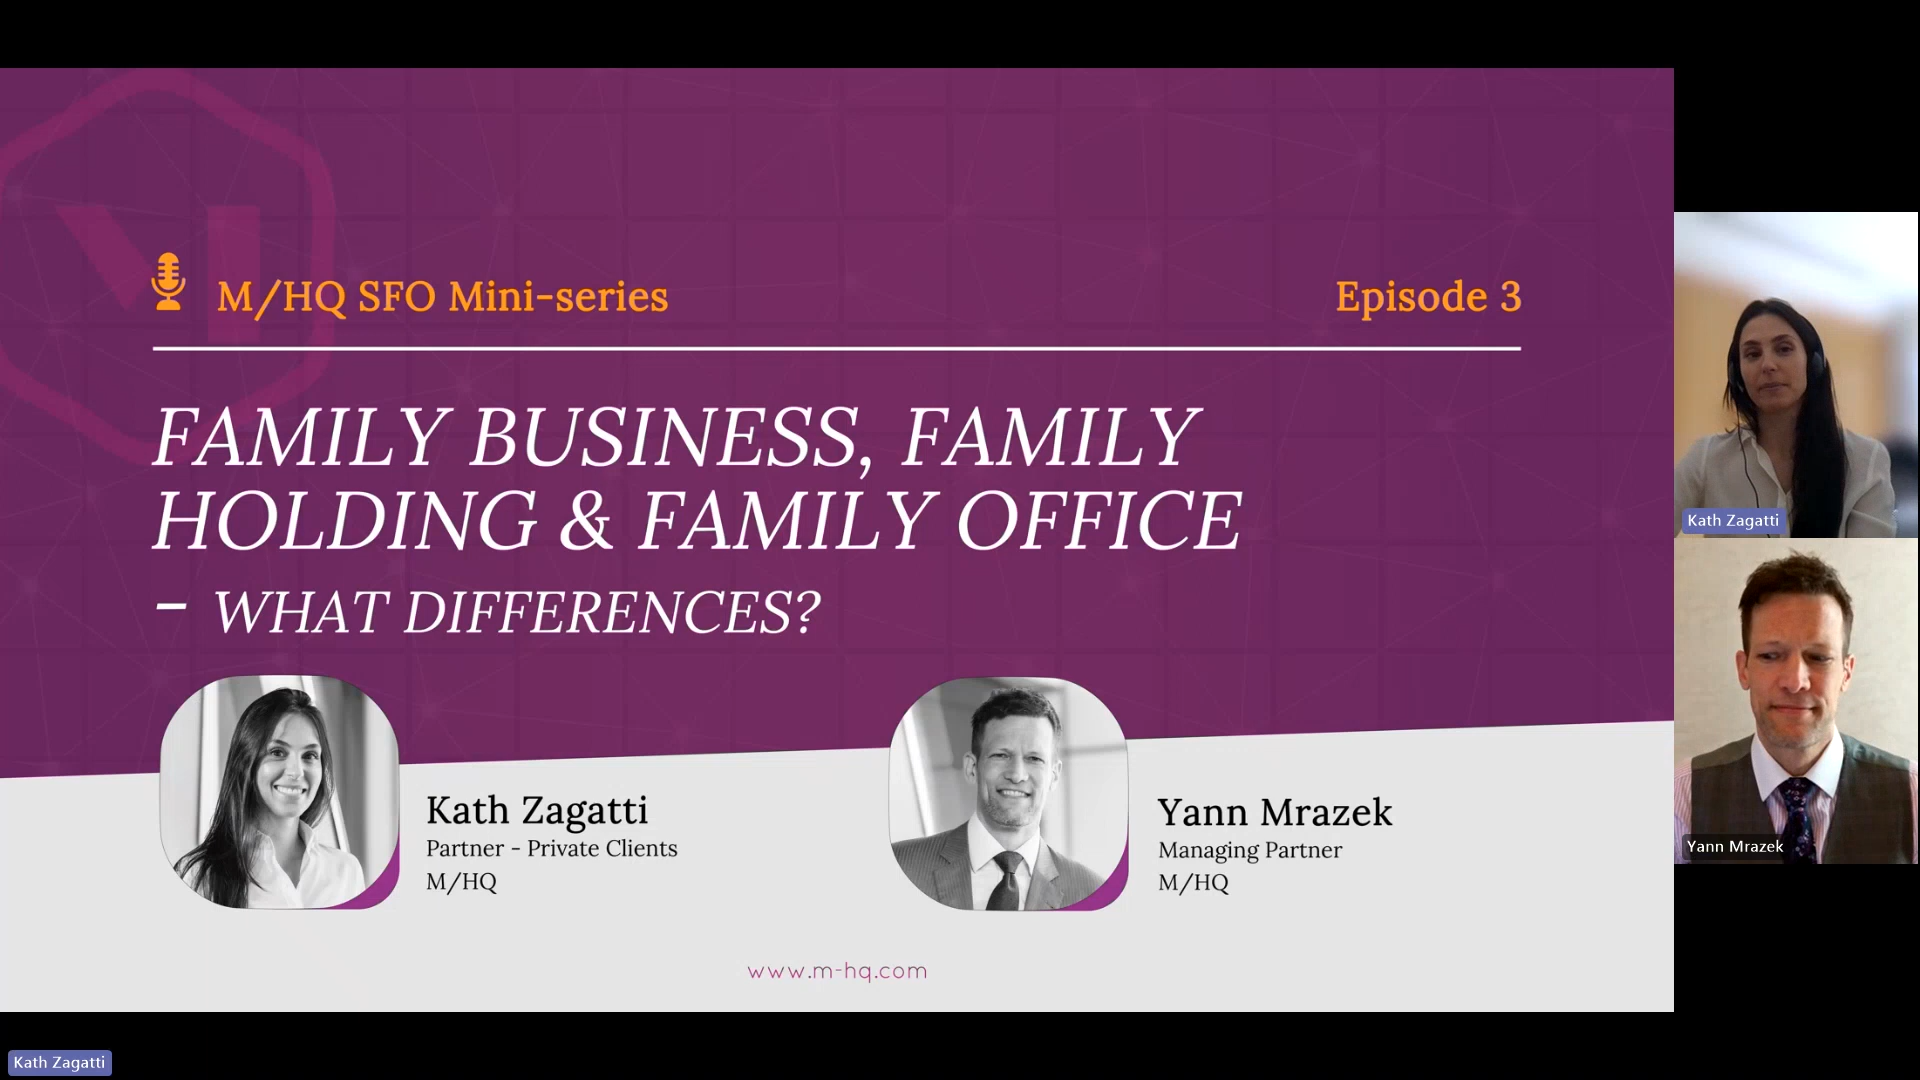 M/HQ SFO Mini-series
Episode 3
FAMILY BUSINESS, FAMILY
HOLDING & FAMILY OFFICE
– WHAT DIFFERENCES?
Kath Zagatti
Partner - Private Clients
M/HQ
Yann Mrazek
Managing Partner
M/HQ
www.m-hq.com
Kath Zagatti
Yann Mrazek
Kath Zagatti